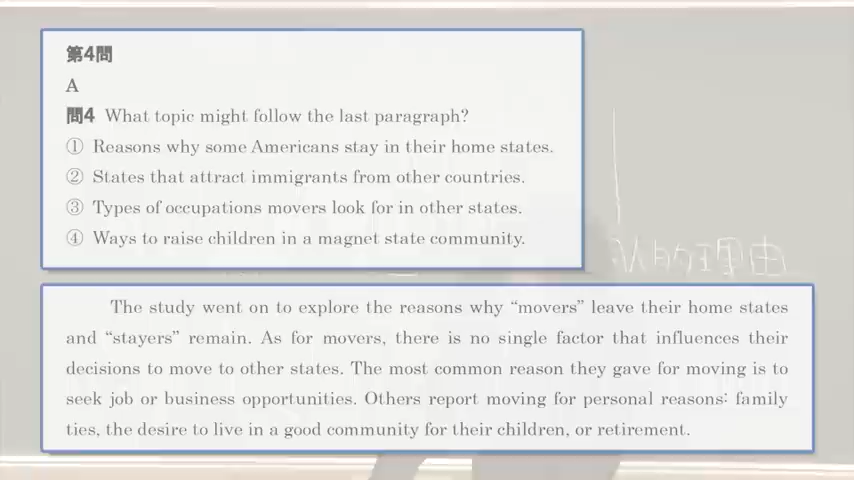 第4問
A
問4 What topic might follow the last paragraph?
① Reasons why some Americans stay in their home states.
② States that attract immigrants from other countries.
③ Types of occupations movers look for in other states.
④ Ways to raise children in a magnet state community.
的理由
The study went on to explore the reasons why “movers” leave their home states
and “stayers” remain. As for movers, there is no single factor that influences their
decisions to move to other states. The most common reason they gave for moving is to
seek job or business opportunities. Others report moving for personal reasons: family
ties, the desire to live in a good community for their children, or retirement.